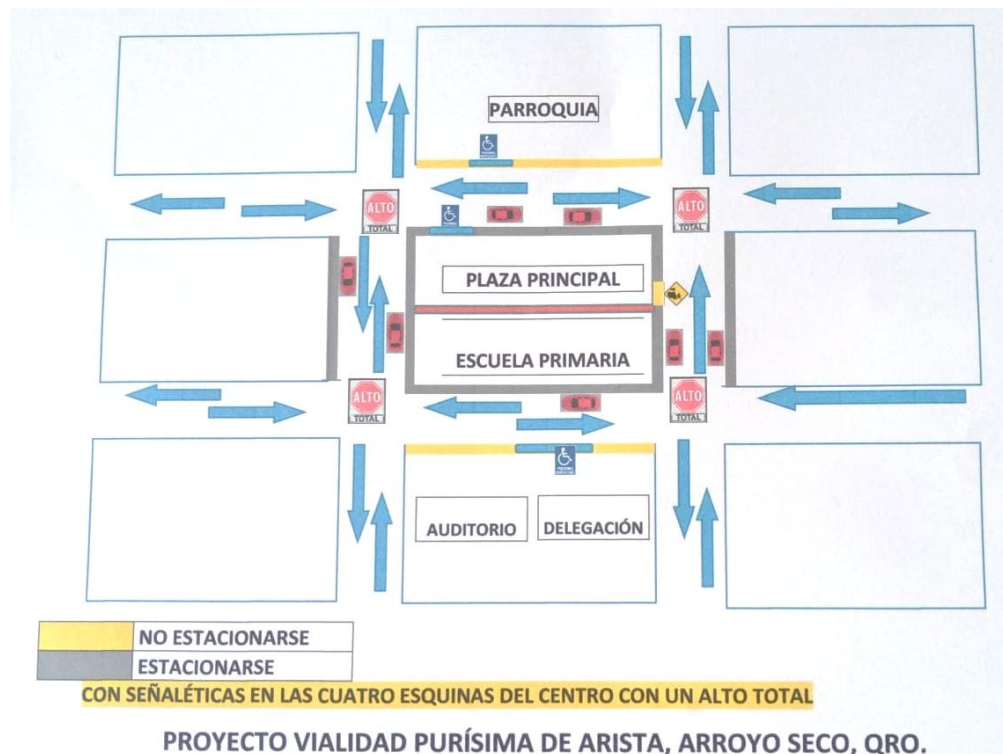 PARROQUIA
ALTO
TOTAL
ALTO
TOTAL
PLAZA PRINCIPAL
ESCUELA PRIMARIA
ALTO
TOTAL
ALTO
TOTAL
AUDITORIO
DELEGACIÓN
NO ESTACIONARSE
ESTACIONARSE
CON SEÑALÉTICAS EN LAS CUATRO ESQUINAS DEL CENTRO CON UN ALTO TOTAL
PROYECTO VIALIDAD PURÍSIMA DE ARISTA, ARROYO SECO, QRO.